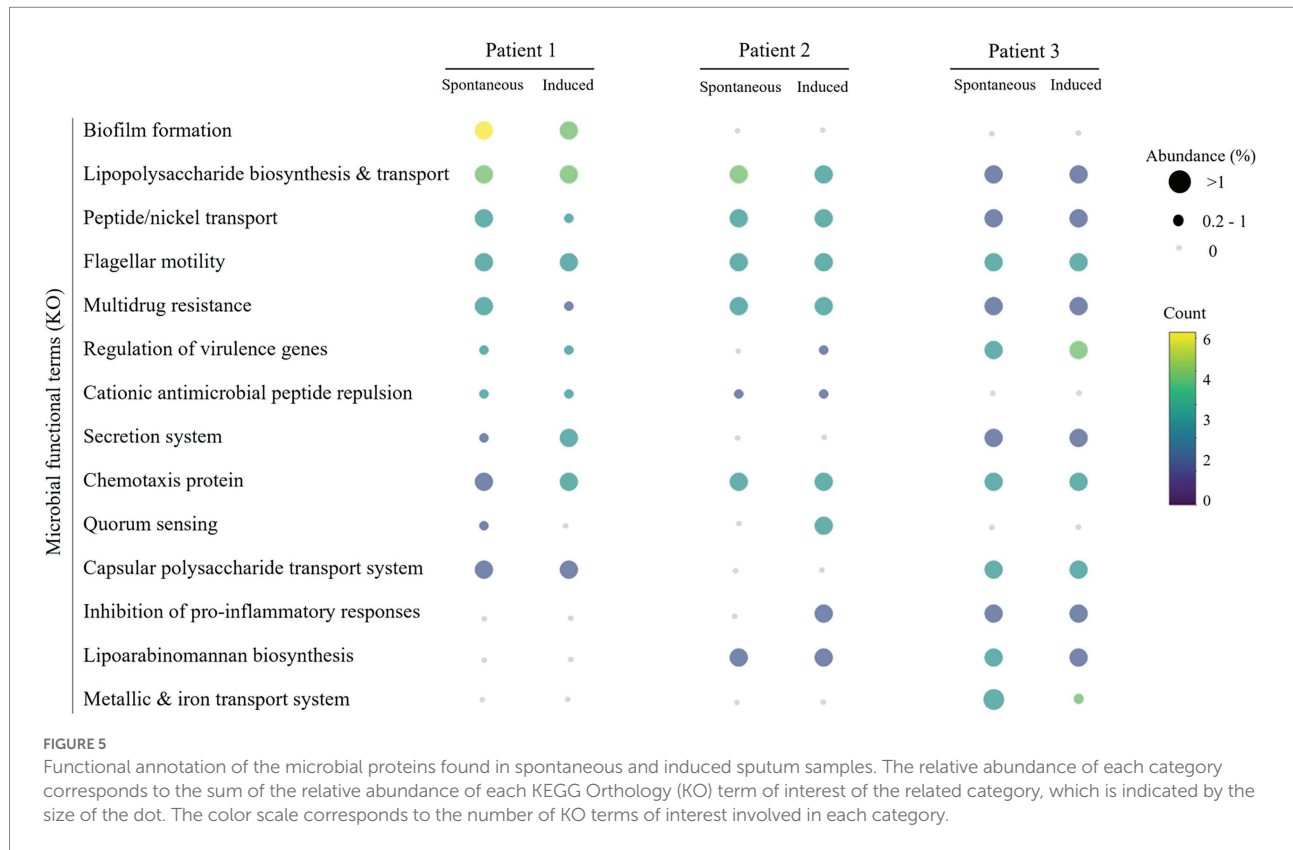 Patient 1 Patient 2 Patient 3
Spontaneous Induced Spontaneous Induced Spontaneous Induced
Microbial functional terms (KO)
Biofilm formation
Lipopolysaccharide biosynthesis & transport
Peptide/nickel transport
Flagellar motility
Multidrug resistance
Regulation of virulence genes
Cationic antimicrobial peptide repulsion
Secretion system
Chemotaxis protein
Quorum sensing
Capsular polysaccharide transport system
Inhibition of pro-inflammatory responses
Lipoarabinomannan biosynthesis
Metallic & iron transport system
Abundance (%)
>1
0.2 - 1
0
Count
6
4
3
2
0
FIGURE 5
Functional annotation of the microbial proteins found in spontaneous and induced sputum samples. The relative abundance of each category
corresponds to the sum of the relative abundance of each KEGG Orthology (KO) term of interest of the related category, which is indicated by the
size of the dot. The color scale corresponds to the number of KO terms of interest involved in each category.